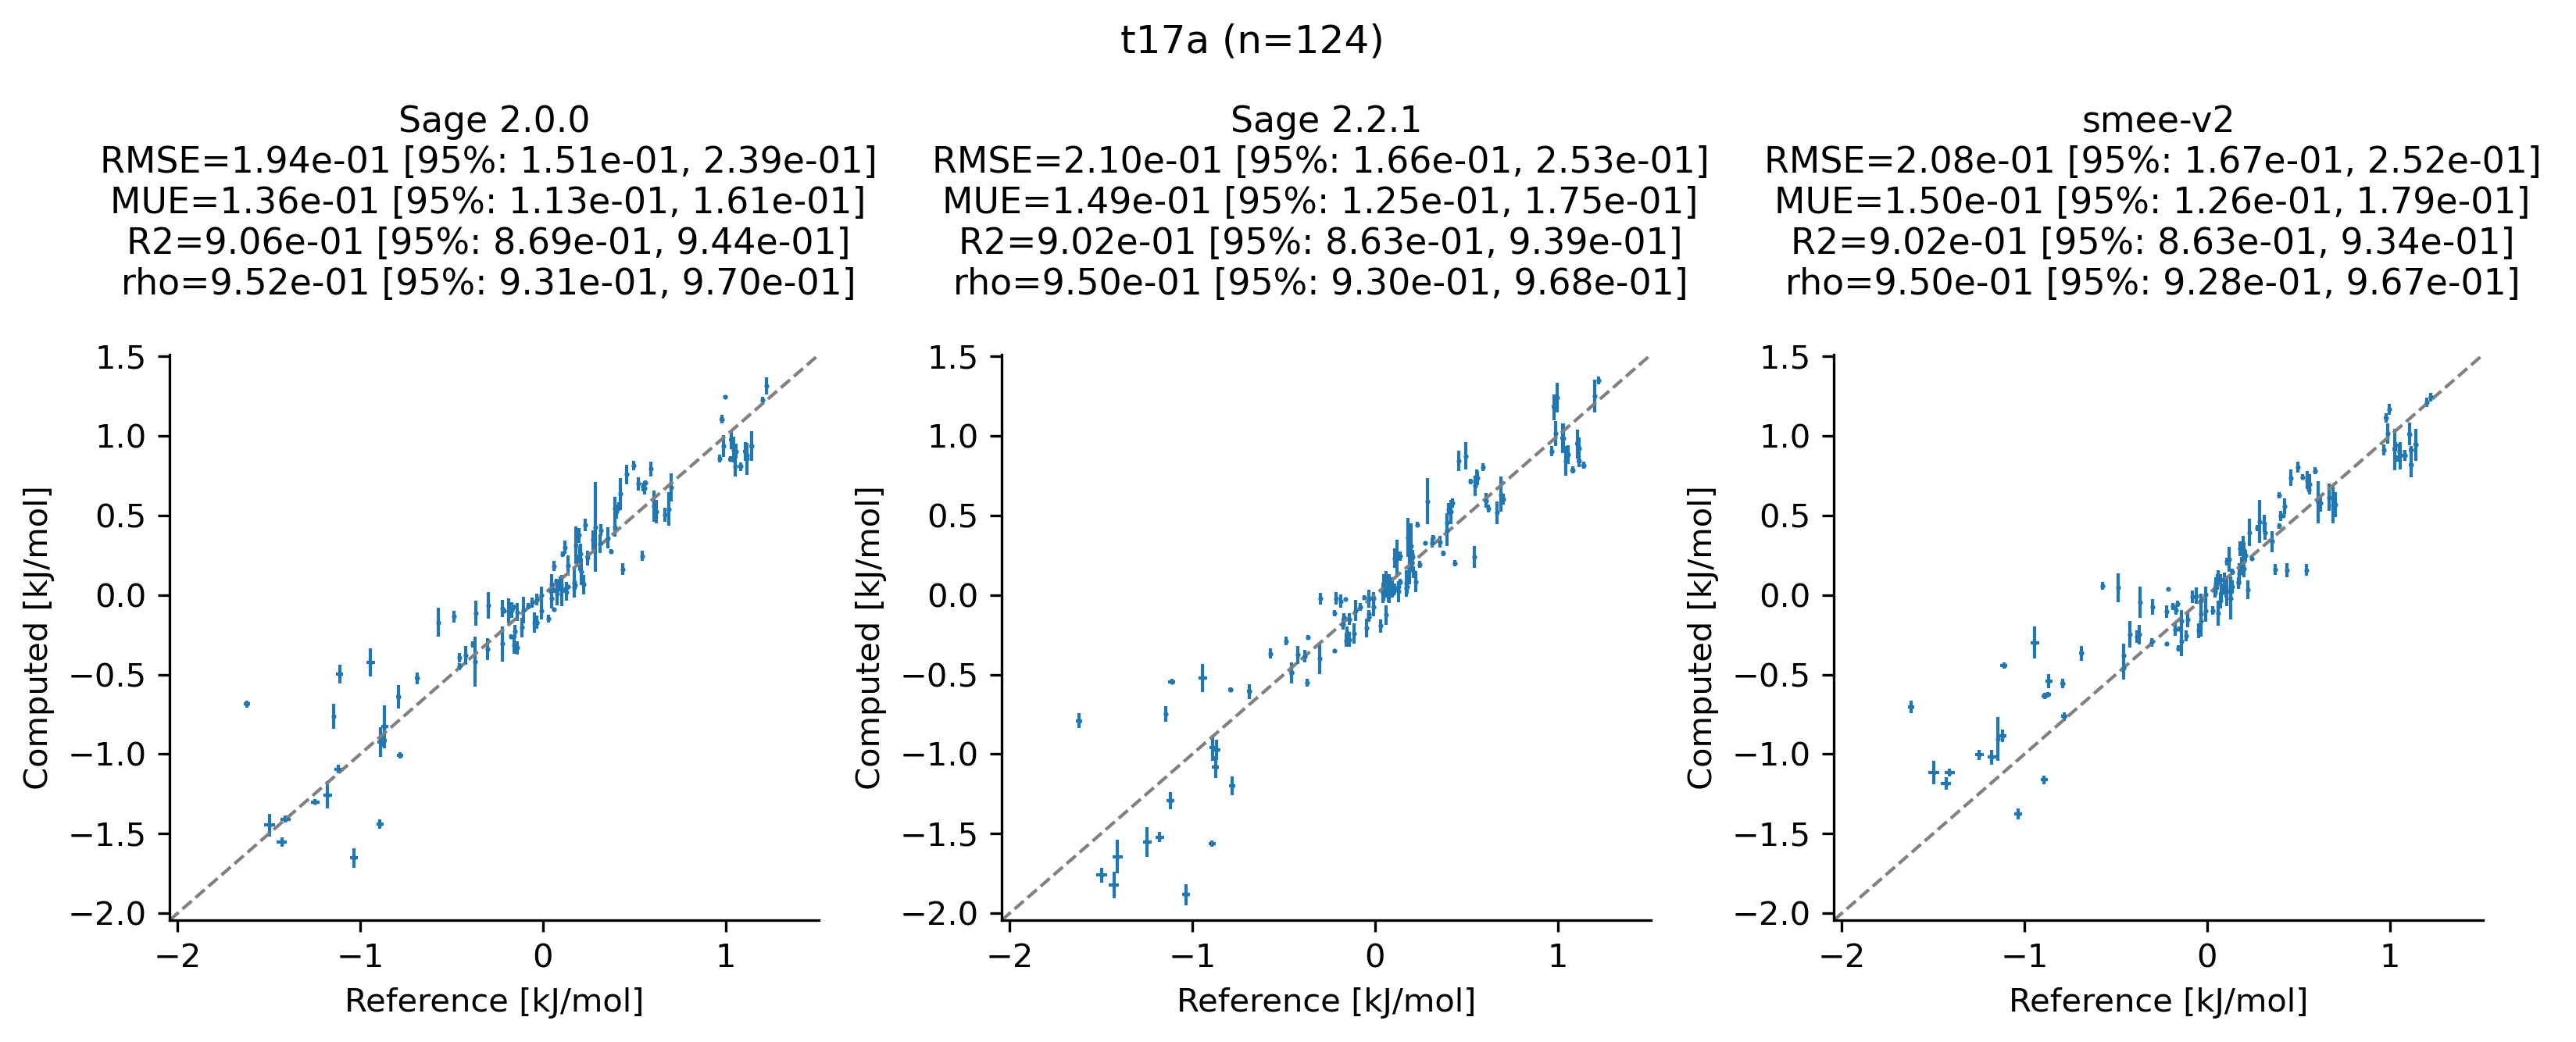 t17a (n=124)
Sage 2.0.0
RMSE=1.94e-01 [95%: 1.51e-01, 2.39e-01]
MUE=1.36e-01 [95%: 1.13e-01, 1.61e-01]
R2=9.06e-01 [95%: 8.69e-01, 9.44e-01]
rho=9.52e-01 [95%: 9.31e-01, 9.70e-01]
1.5
1.0
0.5
0.0
−0.5
−1.0
−1.5
−2.0
Computed [kJ/mol]
−2
−1
0
1
Reference [kJ/mol]
Sage 2.2.1
RMSE=2.10e-01 [95%: 1.66e-01, 2.53e-01]
MUE=1.49e-01 [95%: 1.25e-01, 1.75e-01]
R2=9.02e-01 [95%: 8.63e-01, 9.39e-01]
rho=9.50e-01 [95%: 9.30e-01, 9.68e-01]
1.5
1.0
0.5
0.0
−0.5
−1.0
−1.5
−2.0
Computed [kJ/mol]
−2
−1
0
1
Reference [kJ/mol]
smee-v2
RMSE=2.08e-01 [95%: 1.67e-01, 2.52e-01]
MUE=1.50e-01 [95%: 1.26e-01, 1.79e-01]
R2=9.02e-01 [95%: 8.63e-01, 9.34e-01]
rho=9.50e-01 [95%: 9.28e-01, 9.67e-01]
1.5
1.0
0.5
0.0
−0.5
−1.0
−1.5
−2.0
Computed [kJ/mol]
−2
−1
0
1
Reference [kJ/mol]